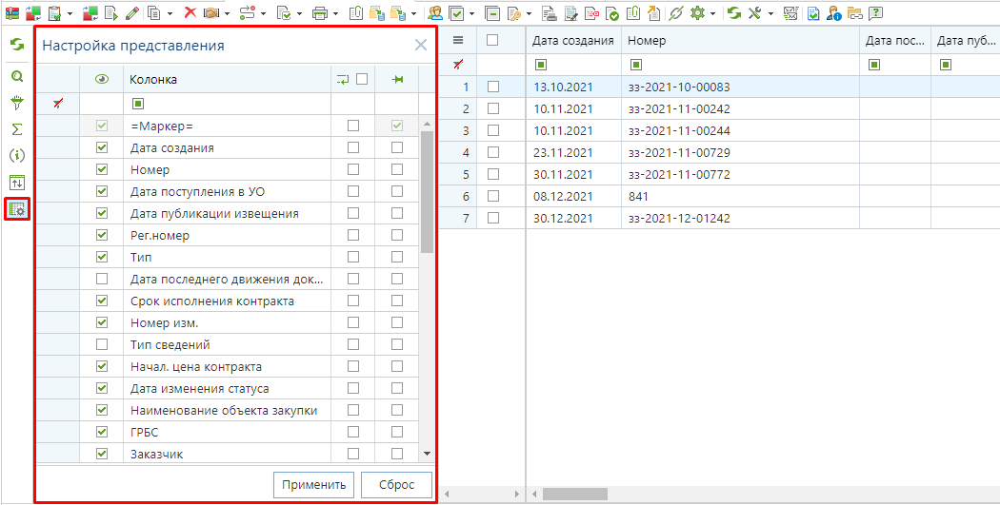 Настройка представления
Колонка
=Маркер=
Дата создания
Номер
Дата поступления в УО
Дата публикации извещения
Рег.номер
Тип
Дата последнего движения док...
Срок исполнения контракта
Номер изм.
Тип сведений
Начал. цена контракта
Дата изменения статуса
Наименование объекта закупки
ГРБС
Заказчик
Применить Сброс
Дата создания Номер Дата пос... Дата пуб...
1 13.10.2021 зз-2021-10-00083
2 10.11.2021 зз-2021-11-00242
3 10.11.2021 зз-2021-11-00244
4 23.11.2021 зз-2021-11-00729
5 30.11.2021 зз-2021-11-00772
6 08.12.2021 841
7 30.12.2021 зз-2021-12-01242